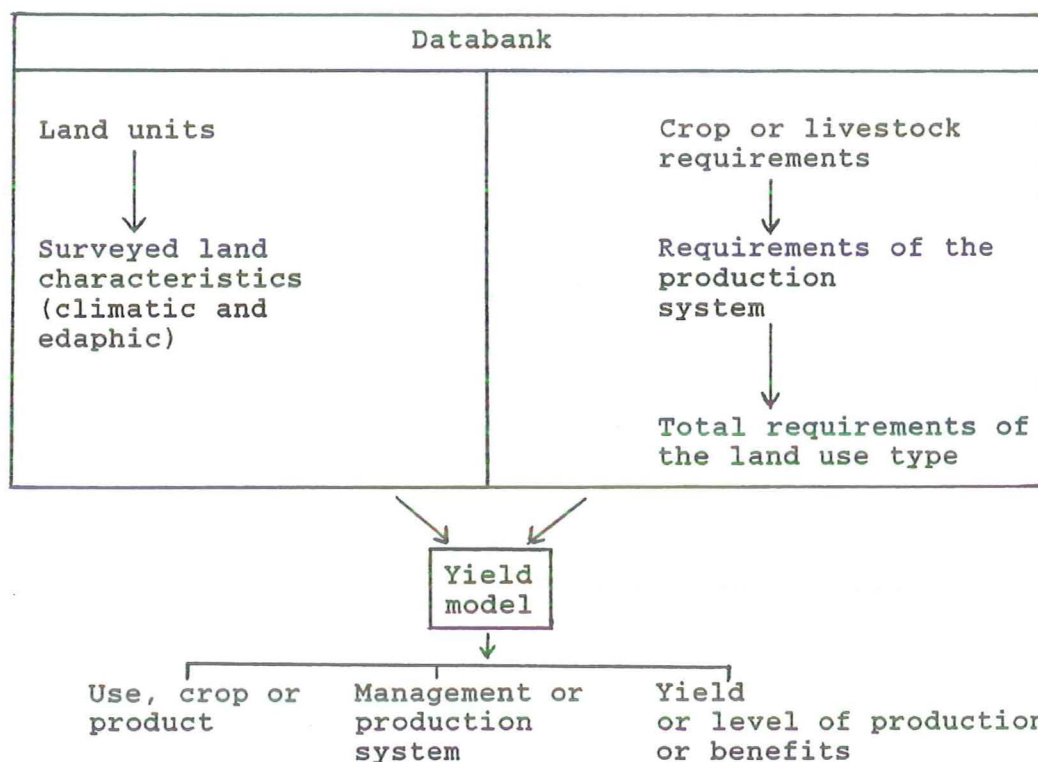 Databank
Land units
Surveyed land
characteristics
(climatic and
edaphic)
Crop or livestock
requirements
Requirements of the
production
system
Total requirements of
the land use type
Yield
model
Use, crop or
product
Management or
production
system
Yield
or level of production
or benefits